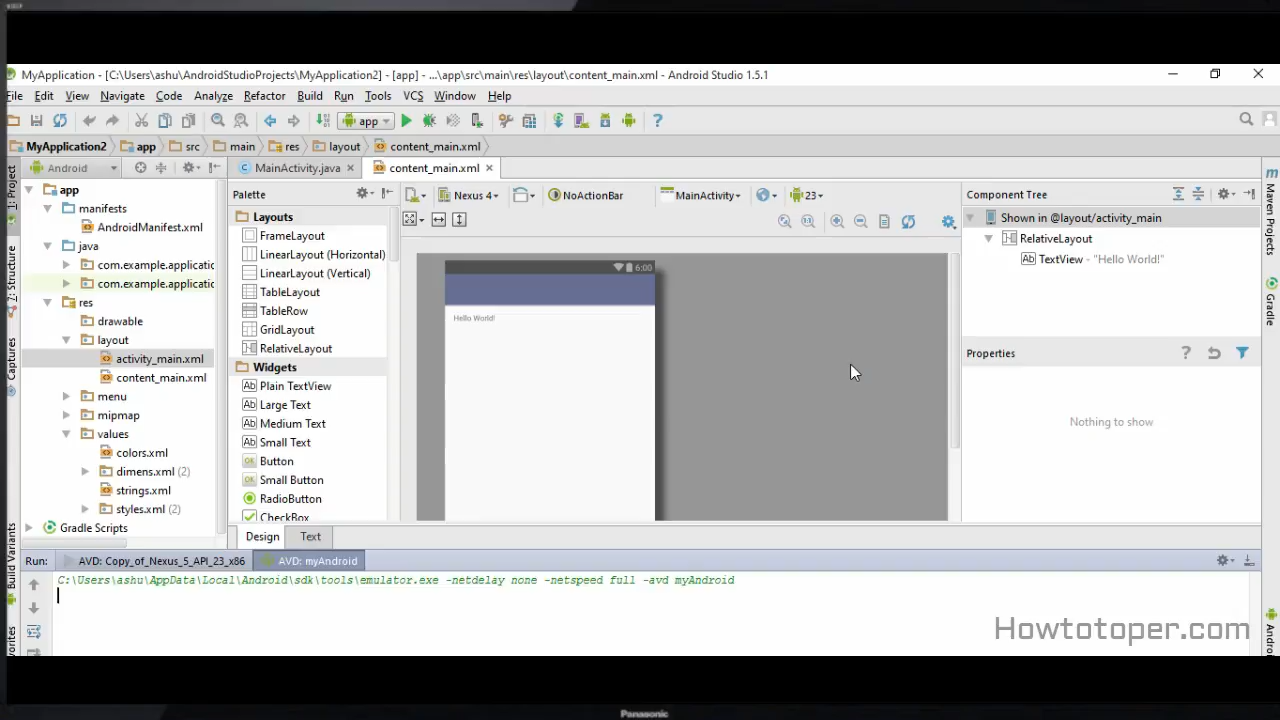 MyApplication - [C:\Users\ashu\AndroidStudioProjects\MyApplication2] - [app] - ...\app\src\main\res\layout\content_main.xml - Android Studio 1.5.1
File Edit View Navigate Code Analyze Refactor Build Run Tools VCS Window Help
app
MyApplication2 app src main res layout content_main.xml
Android
MainActivity.java content_main.xml
1: Project
7: Structure
Captures
Build Variants
app
manifests
AndroidManifest.xml
java
com.example.applicatic
com.example.applicatic
res
drawable
layout
activity_main.xml
content_main.xml
menu
mipmap
values
colors.xml
dimens.xml (2)
strings.xml
styles.xml (2)
Gradle Scripts
Palette
Layouts
FrameLayout
LinearLayout (Horizontal)
LinearLayout (Vertical)
TableLayout
TableRow
GridLayout
RelativeLayout
Widgets
Ab Plain TextView
Ab Large Text
Ab Medium Text
Ab Small Text
OK Button
OK Small Button
RadioButton
CheckBox
Design Text
Nexus 4 NoActionBar MainActivity 23
6:00
Hello World!
Component Tree
Shown in @layout/activity_main
RelativeLayout
Ab TextView - "Hello World!"
Properties
?
Nothing to show
Maven Projects
Gradle
Run: AVD: Copy_of_Nexus_5_API_23_x86 AVD: myAndroid
C:\Users\ashu\AppData\Local\Android\sdk\tools\emulator.exe -netdelay none -netspeed full -avd myAndroid
Howtotoper.com
Panasonic